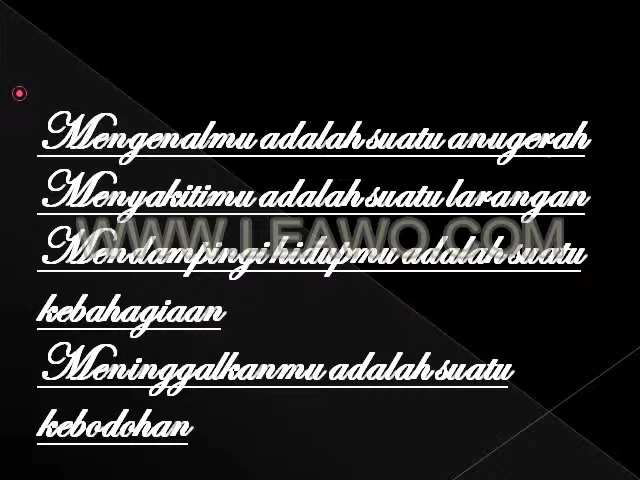 Mengenalmu adalah suatu anugerah
Menyakitimu adalah suatu larangan
WWW.LEAWO.COM
Mendampingi hidupmu adalah suatu
kebahagiaan
Meninggalkanmu adalah suatu
kebodohan